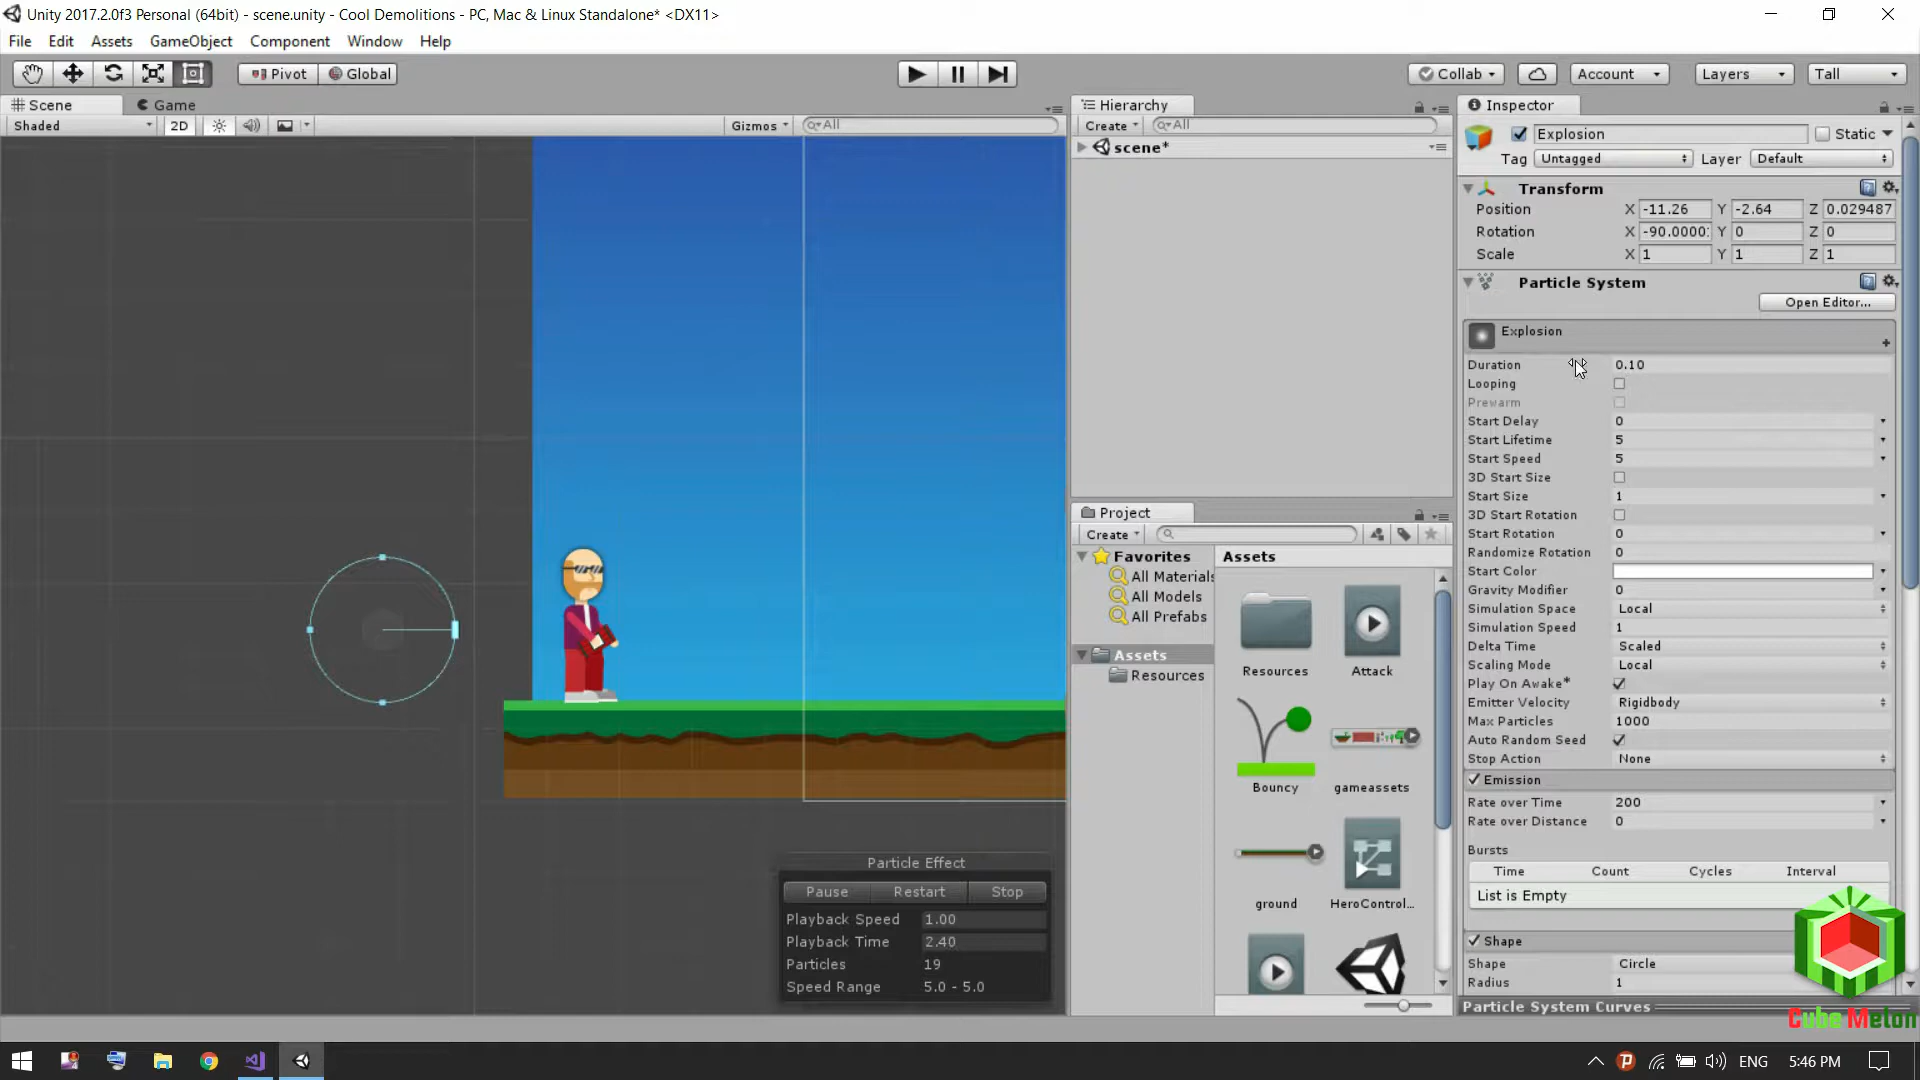 Unity 2017.2.0f3 Personal (64bit) - scene.unity - Cool Demolitions - PC, Mac & Linux Standalone* <DX11>
File Edit Assets GameObject Component Window Help
Pivot Global Collab Account Layers Tall
Scene Game
Shaded 2D Gizmos All
Hierarchy
Create All
scene*
Inspector
Explosion Static
Tag Untagged Layer Default
Transform
Position X -11.26 Y -2.64 Z 0.029487
Rotation X -90.0000: Y 0 Z 0
Scale X 1 Y 1 Z 1
Particle System
Open Editor...
Explosion
Duration 0.10
Looping
Prewarm
Start Delay 0
Start Lifetime 5
Start Speed 5
3D Start Size
Start Size 1
3D Start Rotation
Start Rotation 0
Randomize Rotation 0
Start Color
Gravity Modifier 0
Simulation Space Local
Simulation Speed 1
Delta Time Scaled
Scaling Mode Local
Play On Awake*
Emitter Velocity Rigidbody
Max Particles 1000
Auto Random Seed
Stop Action None
Emission
Rate over Time 200
Rate over Distance 0
Bursts
Time Count Cycles Interval
List is Empty
Shape
Shape Circle
Radius 1
Particle System Curves
Project
Create
Favorites
All Materials
All Models
All Prefabs
Assets
Resources
Assets
Resources Attack
Bouncy gameassets
ground HeroControl...
Particle Effect
Pause Restart Stop
Playback Speed 1.00
Playback Time 2.40
Particles 19
Speed Range 5.0 - 5.0
Cube Melon
ENG 5:46 PM